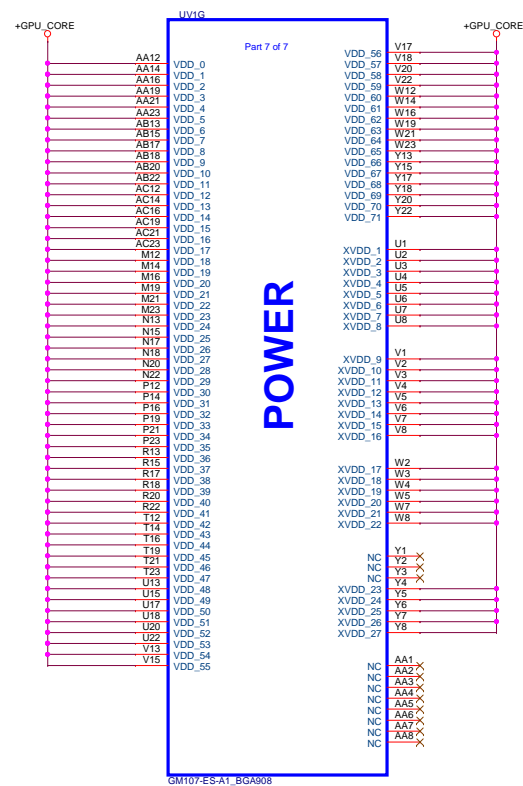 UV1G
+GPU_CORE
+GPU_CORE
Part 7 of 7
AA12 VDD_0
AA14 VDD_1
AA16 VDD_2
AA19 VDD_3
AA21 VDD_4
AA23 VDD_5
AB13 VDD_6
AB15 VDD_7
AB17 VDD_8
AB18 VDD_9
AB20 VDD_10
AB22 VDD_11
AC12 VDD_12
AC14 VDD_13
AC16 VDD_14
AC19 VDD_15
AC21 VDD_16
AC23 VDD_17
M12 VDD_18
M14 VDD_19
M16 VDD_20
M19 VDD_21
M21 VDD_22
M23 VDD_23
N13 VDD_24
N15 VDD_25
N17 VDD_26
N18 VDD_27
N20 VDD_28
N22 VDD_29
P12 VDD_30
P14 VDD_31
P16 VDD_32
P19 VDD_33
P21 VDD_34
P23 VDD_35
R13 VDD_36
R15 VDD_37
R17 VDD_38
R18 VDD_39
R20 VDD_40
R22 VDD_41
T12 VDD_42
T14 VDD_43
T16 VDD_44
T19 VDD_45
T21 VDD_46
T23 VDD_47
U13 VDD_48
U15 VDD_49
U17 VDD_50
U18 VDD_51
U20 VDD_52
U22 VDD_53
V13 VDD_54
V15 VDD_55
POWER
VDD_56 V17
VDD_57 V18
VDD_58 V20
VDD_59 V22
VDD_60 W12
VDD_61 W14
VDD_62 W16
VDD_63 W19
VDD_64 W21
VDD_65 W23
VDD_66 Y13
VDD_67 Y15
VDD_68 Y17
VDD_69 Y18
VDD_70 Y20
VDD_71 Y22
XVDD_1 U1
XVDD_2 U2
XVDD_3 U3
XVDD_4 U4
XVDD_5 U5
XVDD_6 U6
XVDD_7 U7
XVDD_8 U8
XVDD_9 V1
XVDD_10 V2
XVDD_11 V3
XVDD_12 V4
XVDD_13 V5
XVDD_14 V6
XVDD_15 V7
XVDD_16 V8
XVDD_17 W2
XVDD_18 W3
XVDD_19 W4
XVDD_20 W5
XVDD_21 W7
XVDD_22 W8
NC Y1
NC Y2
NC Y3
XVDD_23 Y4
XVDD_24 Y5
XVDD_25 Y6
XVDD_26 Y7
XVDD_27 Y8
NC AA1
NC AA2
NC AA3
NC AA4
NC AA5
NC AA6
NC AA7
NC AA8
GM107-ES-A1_BGA908